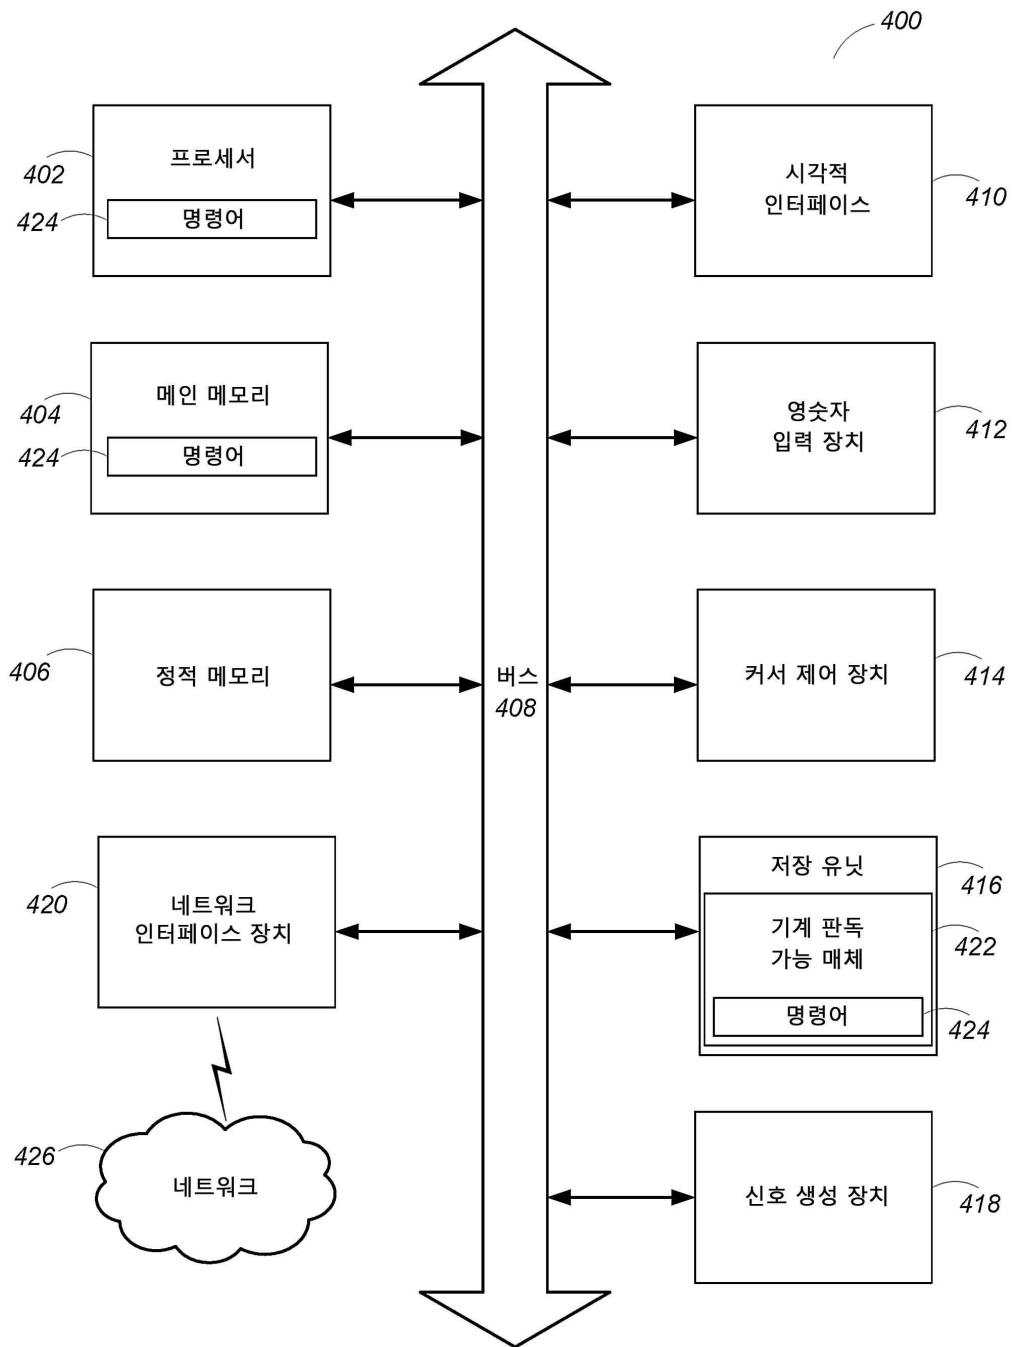 400
프로세서
402
424
명령어
시각적
인터페이스
410
메인 메모리
404
424
명령어
영숫자
입력 장치
412
정적 메모리
406
버스
408
커서 제어 장치
414
네트워크
인터페이스 장치
420
저장 유닛
416
기계 판독
가능 매체
422
명령어
424
네트워크
426
신호 생성 장치
418